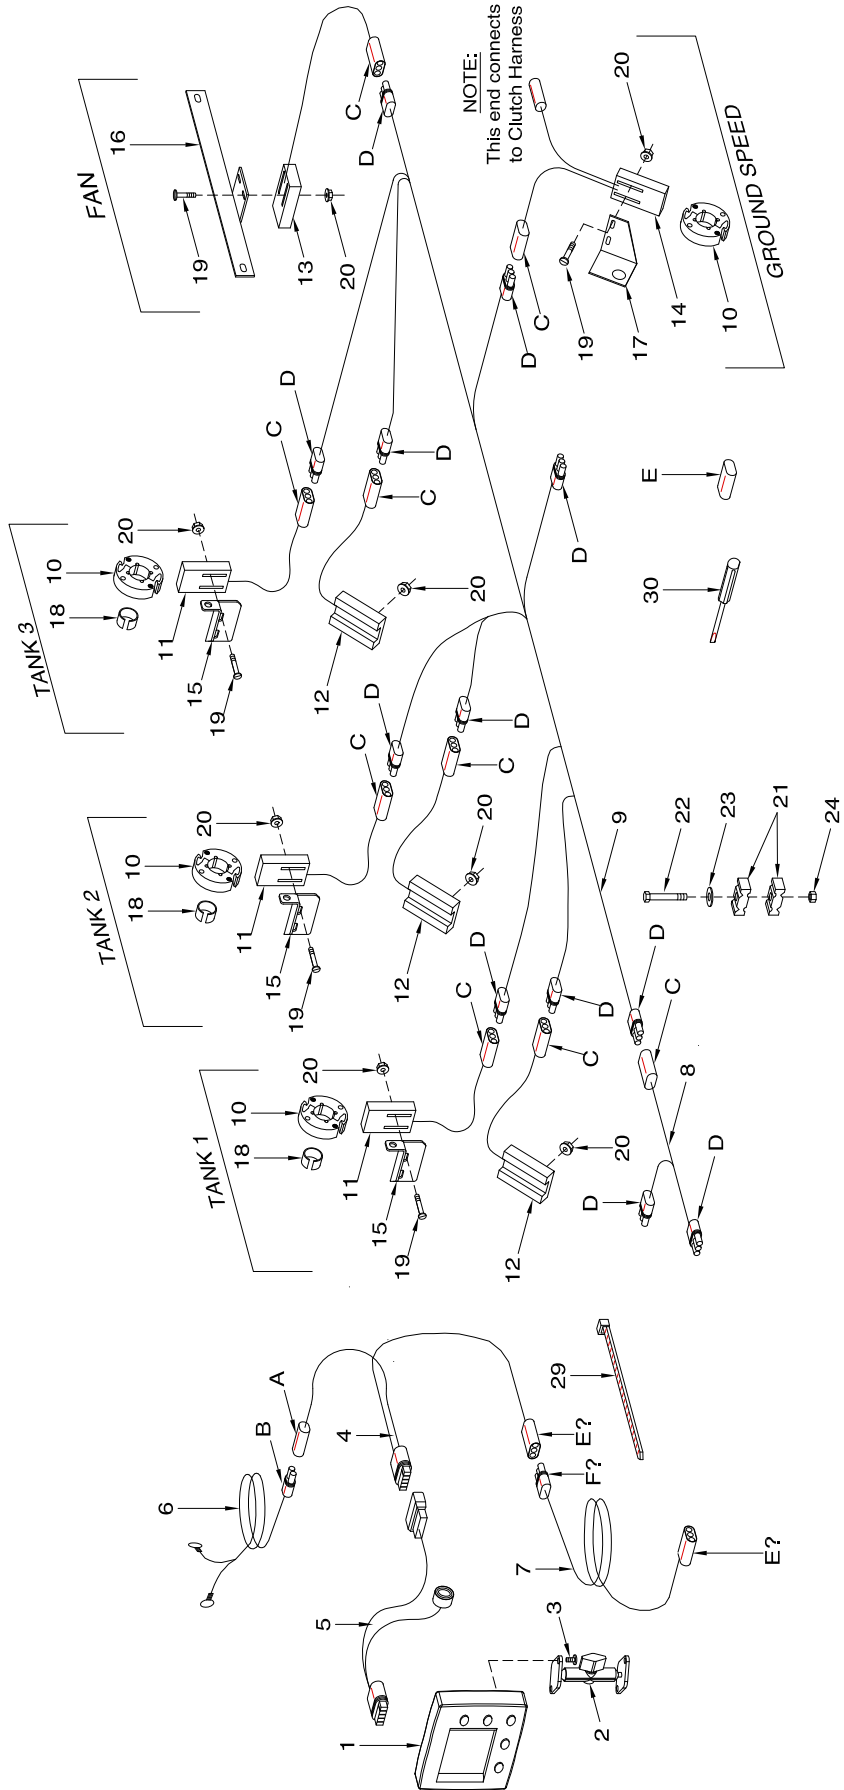 FAN
16
19
13
20
C
D
NOTE:
This end connects
to Clutch Harness
20
C
D
19
17
14
10
GROUND SPEED
TANK 3
20
10
18
11
15
19
C
D
D
C
12
20
D
E
30
TANK 2
20
10
18
11
15
19
C
D
D
C
12
20
9
22
23
21
24
TANK 1
20
10
18
11
15
19
C
D
D
C
12
20
D
C
8
D
D
A
B
6
4
5
E?
F?
7
E?
29
1
3
2